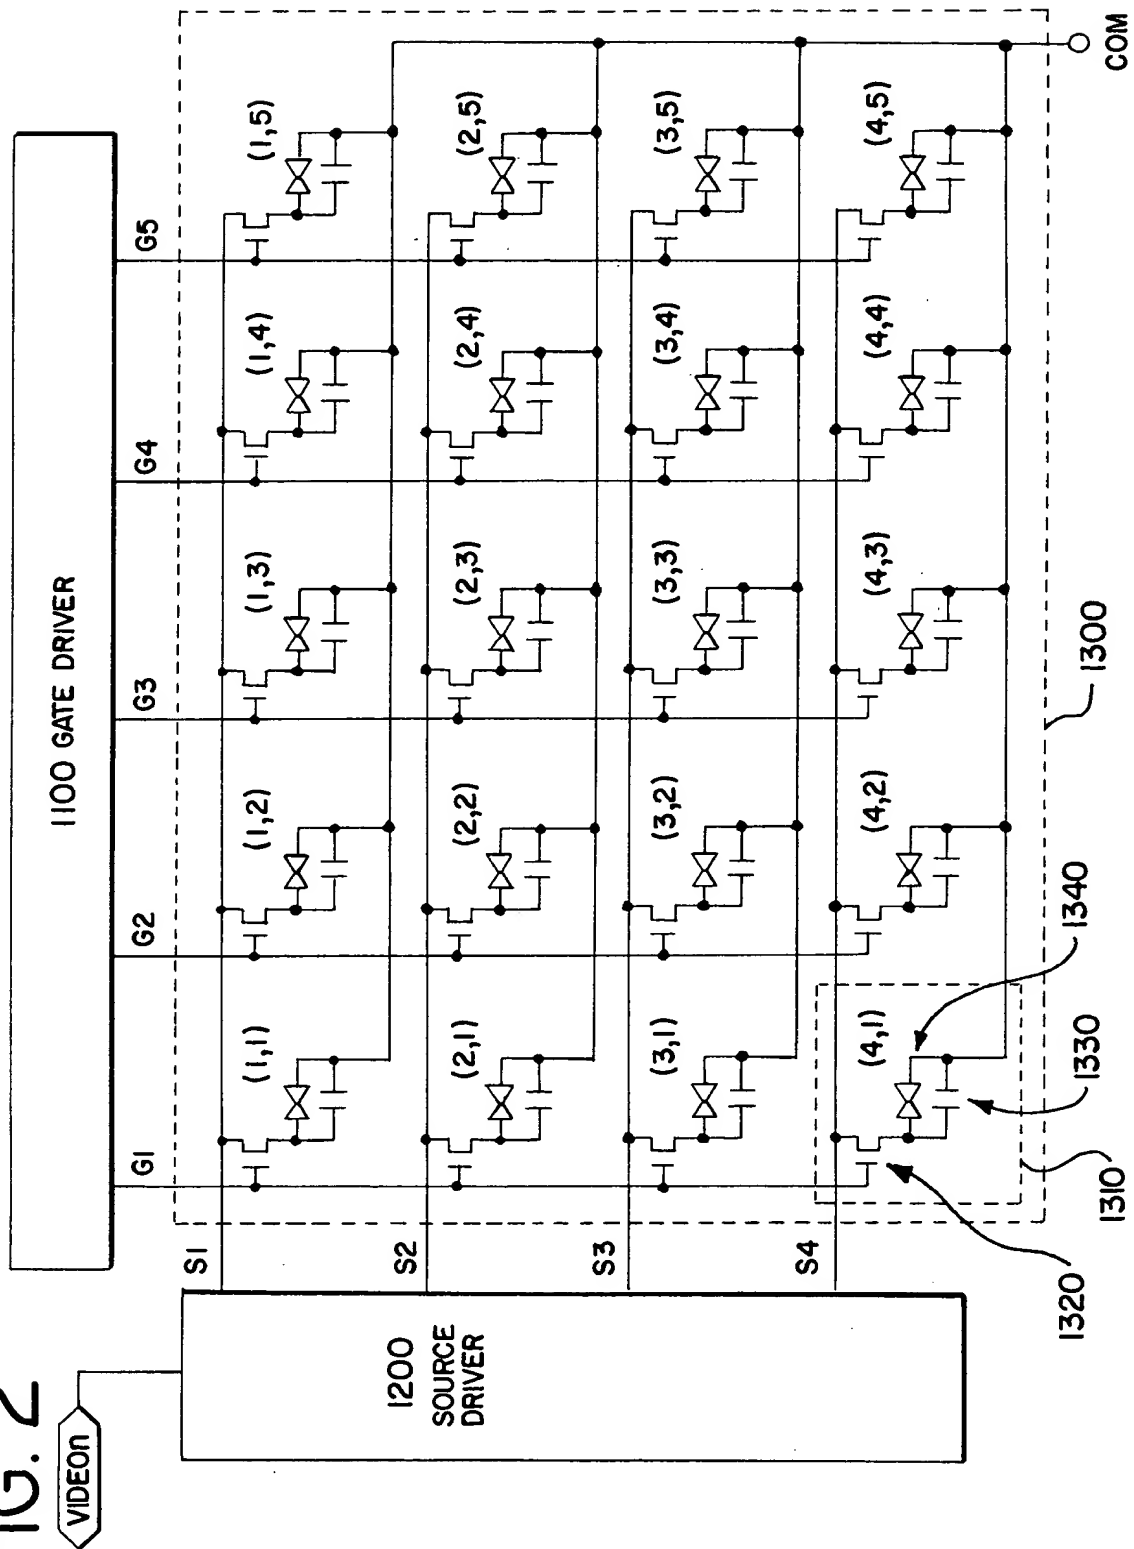 IG. 2
VIDEOn
1100 GATE DRIVER
1200
SOURCE
DRIVER
G1 G2 G3 G4 G5
S1
(1,1) (1,2) (1,3) (1,4) (1,5)
S2
(2,1) (2,2) (2,3) (2,4) (2,5)
S3
(3,1) (3,2) (3,3) (3,4) (3,5)
S4
(4,1) (4,2) (4,3) (4,4) (4,5)
COM
1320
1310
1330
1340
1300